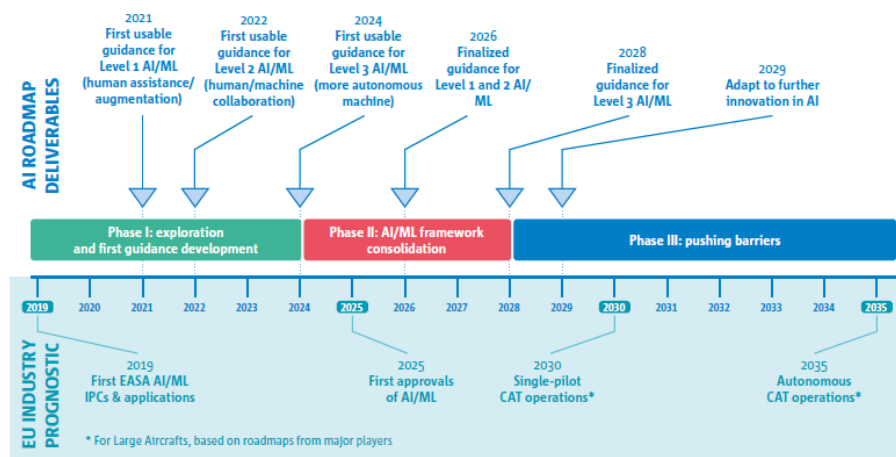 AI ROADMAP
DELIVERABLES
2021
First usable
guidance for
Level 1 AI/ML
(human assistance/
augmentation)
2022
First usable
guidance for
Level 2 AI/ML
(human/machine
collaboration)
2024
First usable
guidance for
Level 3 AI/ML
(more autonomous
machine)
2026
Finalized
guidance for
Level 1 and 2 AI/
ML
2028
Finalized
guidance for
Level 3 AI/ML
2029
Adapt to further
innovation in AI
Phase I: exploration
and first guidance development
Phase II: AI/ML framework
consolidation
Phase III: pushing barriers
2019 2020 2021 2022 2023 2024 2025 2026 2027 2028 2029 2030 2031 2032 2033 2034 2035
EU INDUSTRY
PROGNOSTIC
2019
First EASA AI/ML
IPCs & applications
2025
First approvals
of AI/ML
2030
Single-pilot
CAT operations*
2035
Autonomous
CAT operations*
* For Large Aircrafts, based on roadmaps from major players